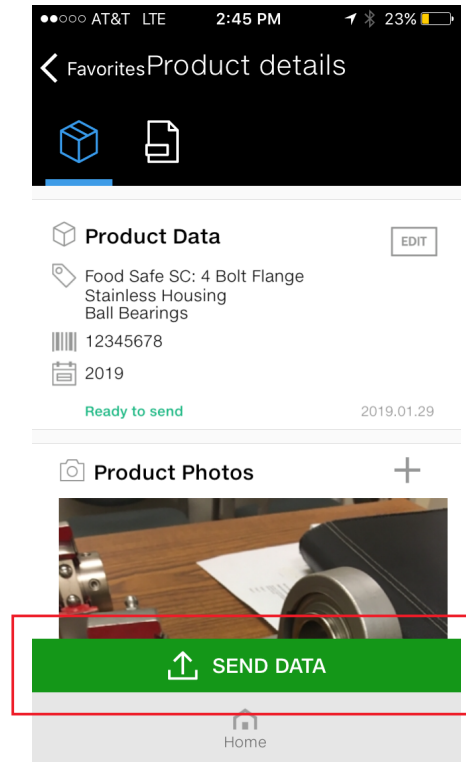 AT&T LTE 2:45 PM 23%
Favorites Product details
Product Data EDIT
Food Safe SC: 4 Bolt Flange
Stainless Housing
Ball Bearings
12345678
2019
Ready to send 2019.01.29
Product Photos
SEND DATA
Home